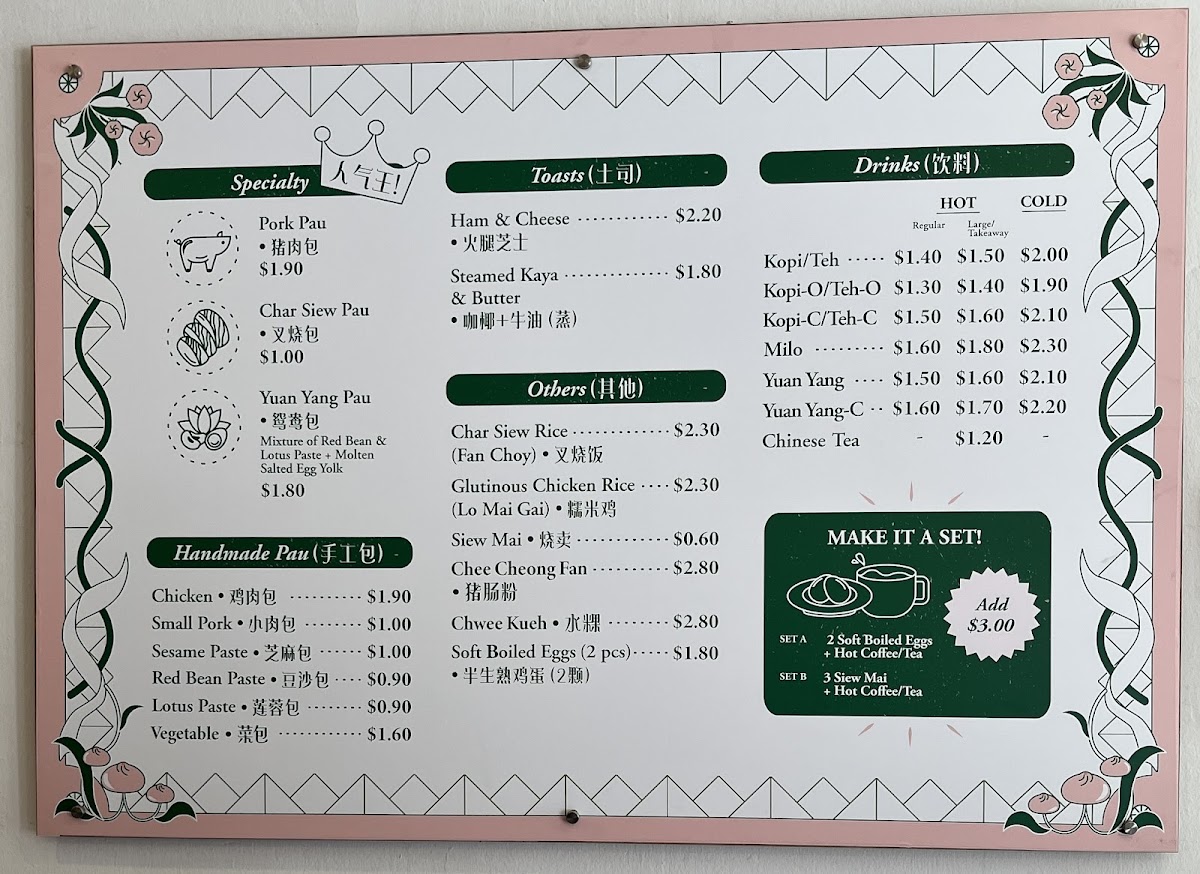 Specialty
人气王!
Pork Pau
• 猪肉包
$1.90
Char Siew Pau
• 叉烧包
$1.00
Yuan Yang Pau
• 鸳鸯包
Mixture of Red Bean &
Lotus Paste + Molten
Salted Egg Yolk
$1.80
Handmade Pau (手工包)
Chicken • 鸡肉包 ·········· $1.90
Small Pork • 小肉包 ······· $1.00
Sesame Paste • 芝麻包 ····· $1.00
Red Bean Paste • 豆沙包 ···· $0.90
Lotus Paste • 莲蓉包 ········ $0.90
Vegetable • 菜包 ············ $1.60
Toasts (土司)
Ham & Cheese ············ $2.20
• 火腿芝士
Steamed Kaya ·············· $1.80
& Butter
• 咖椰+牛油 (蒸)
Others (其他)
Char Siew Rice ············· $2.30
(Fan Choy) • 叉烧饭
Glutinous Chicken Rice ···· $2.30
(Lo Mai Gai) • 糯米鸡
Siew Mai • 烧卖 ············ $0.60
Chee Cheong Fan ·········· $2.80
• 猪肠粉
Chwee Kueh • 水粿 ········ $2.80
Soft Boiled Eggs (2 pcs)····· $1.80
• 半生熟鸡蛋 (2颗)
Drinks (饮料)
HOT COLD
Regular Large/
Takeaway
Kopi/Teh ····· $1.40 $1.50 $2.00
Kopi-O/Teh-O $1.30 $1.40 $1.90
Kopi-C/Teh-C $1.50 $1.60 $2.10
Milo ········· $1.60 $1.80 $2.30
Yuan Yang ···· $1.50 $1.60 $2.10
Yuan Yang-C ·· $1.60 $1.70 $2.20
Chinese Tea - $1.20 -
MAKE IT A SET!
Add
$3.00
SET A 2 Soft Boiled Eggs
+ Hot Coffee/Tea
SET B 3 Siew Mai
+ Hot Coffee/Tea